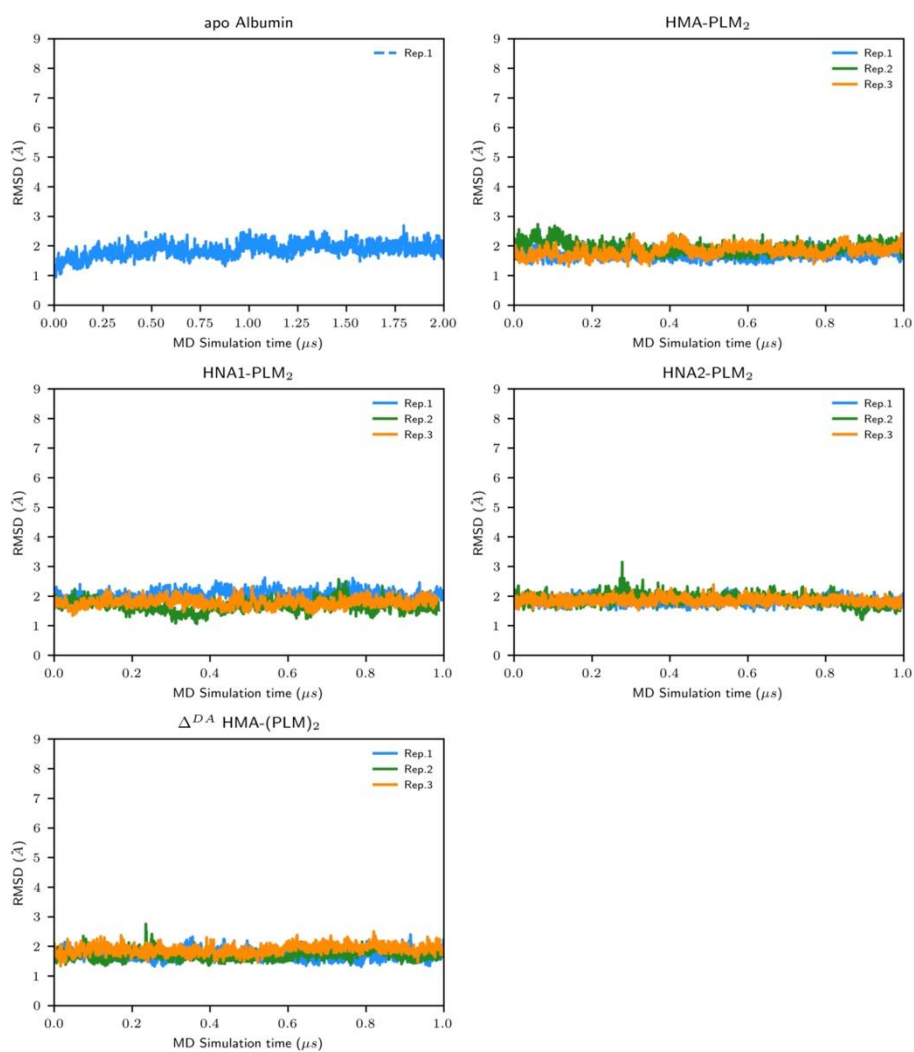 apo Albumin
9
8
7
6
5
4
3
2
1
0
RMSD (Å)
Rep.1
0.00 0.25 0.50 0.75 1.00 1.25 1.50 1.75 2.00
MD Simulation time (μs)
HMA-PLM₂
9
8
7
6
5
4
3
2
1
0
RMSD (Å)
Rep.1
Rep.2
Rep.3
0.0 0.2 0.4 0.6 0.8 1.0
MD Simulation time (μs)
HNA1-PLM₂
9
8
7
6
5
4
3
2
1
0
RMSD (Å)
Rep.1
Rep.2
Rep.3
0.0 0.2 0.4 0.6 0.8 1.0
MD Simulation time (μs)
HNA2-PLM₂
9
8
7
6
5
4
3
2
1
0
RMSD (Å)
Rep.1
Rep.2
Rep.3
0.0 0.2 0.4 0.6 0.8 1.0
MD Simulation time (μs)
Δᴰᴬ HMA-(PLM)₂
9
8
7
6
5
4
3
2
1
0
RMSD (Å)
Rep.1
Rep.2
Rep.3
0.0 0.2 0.4 0.6 0.8 1.0
MD Simulation time (μs)